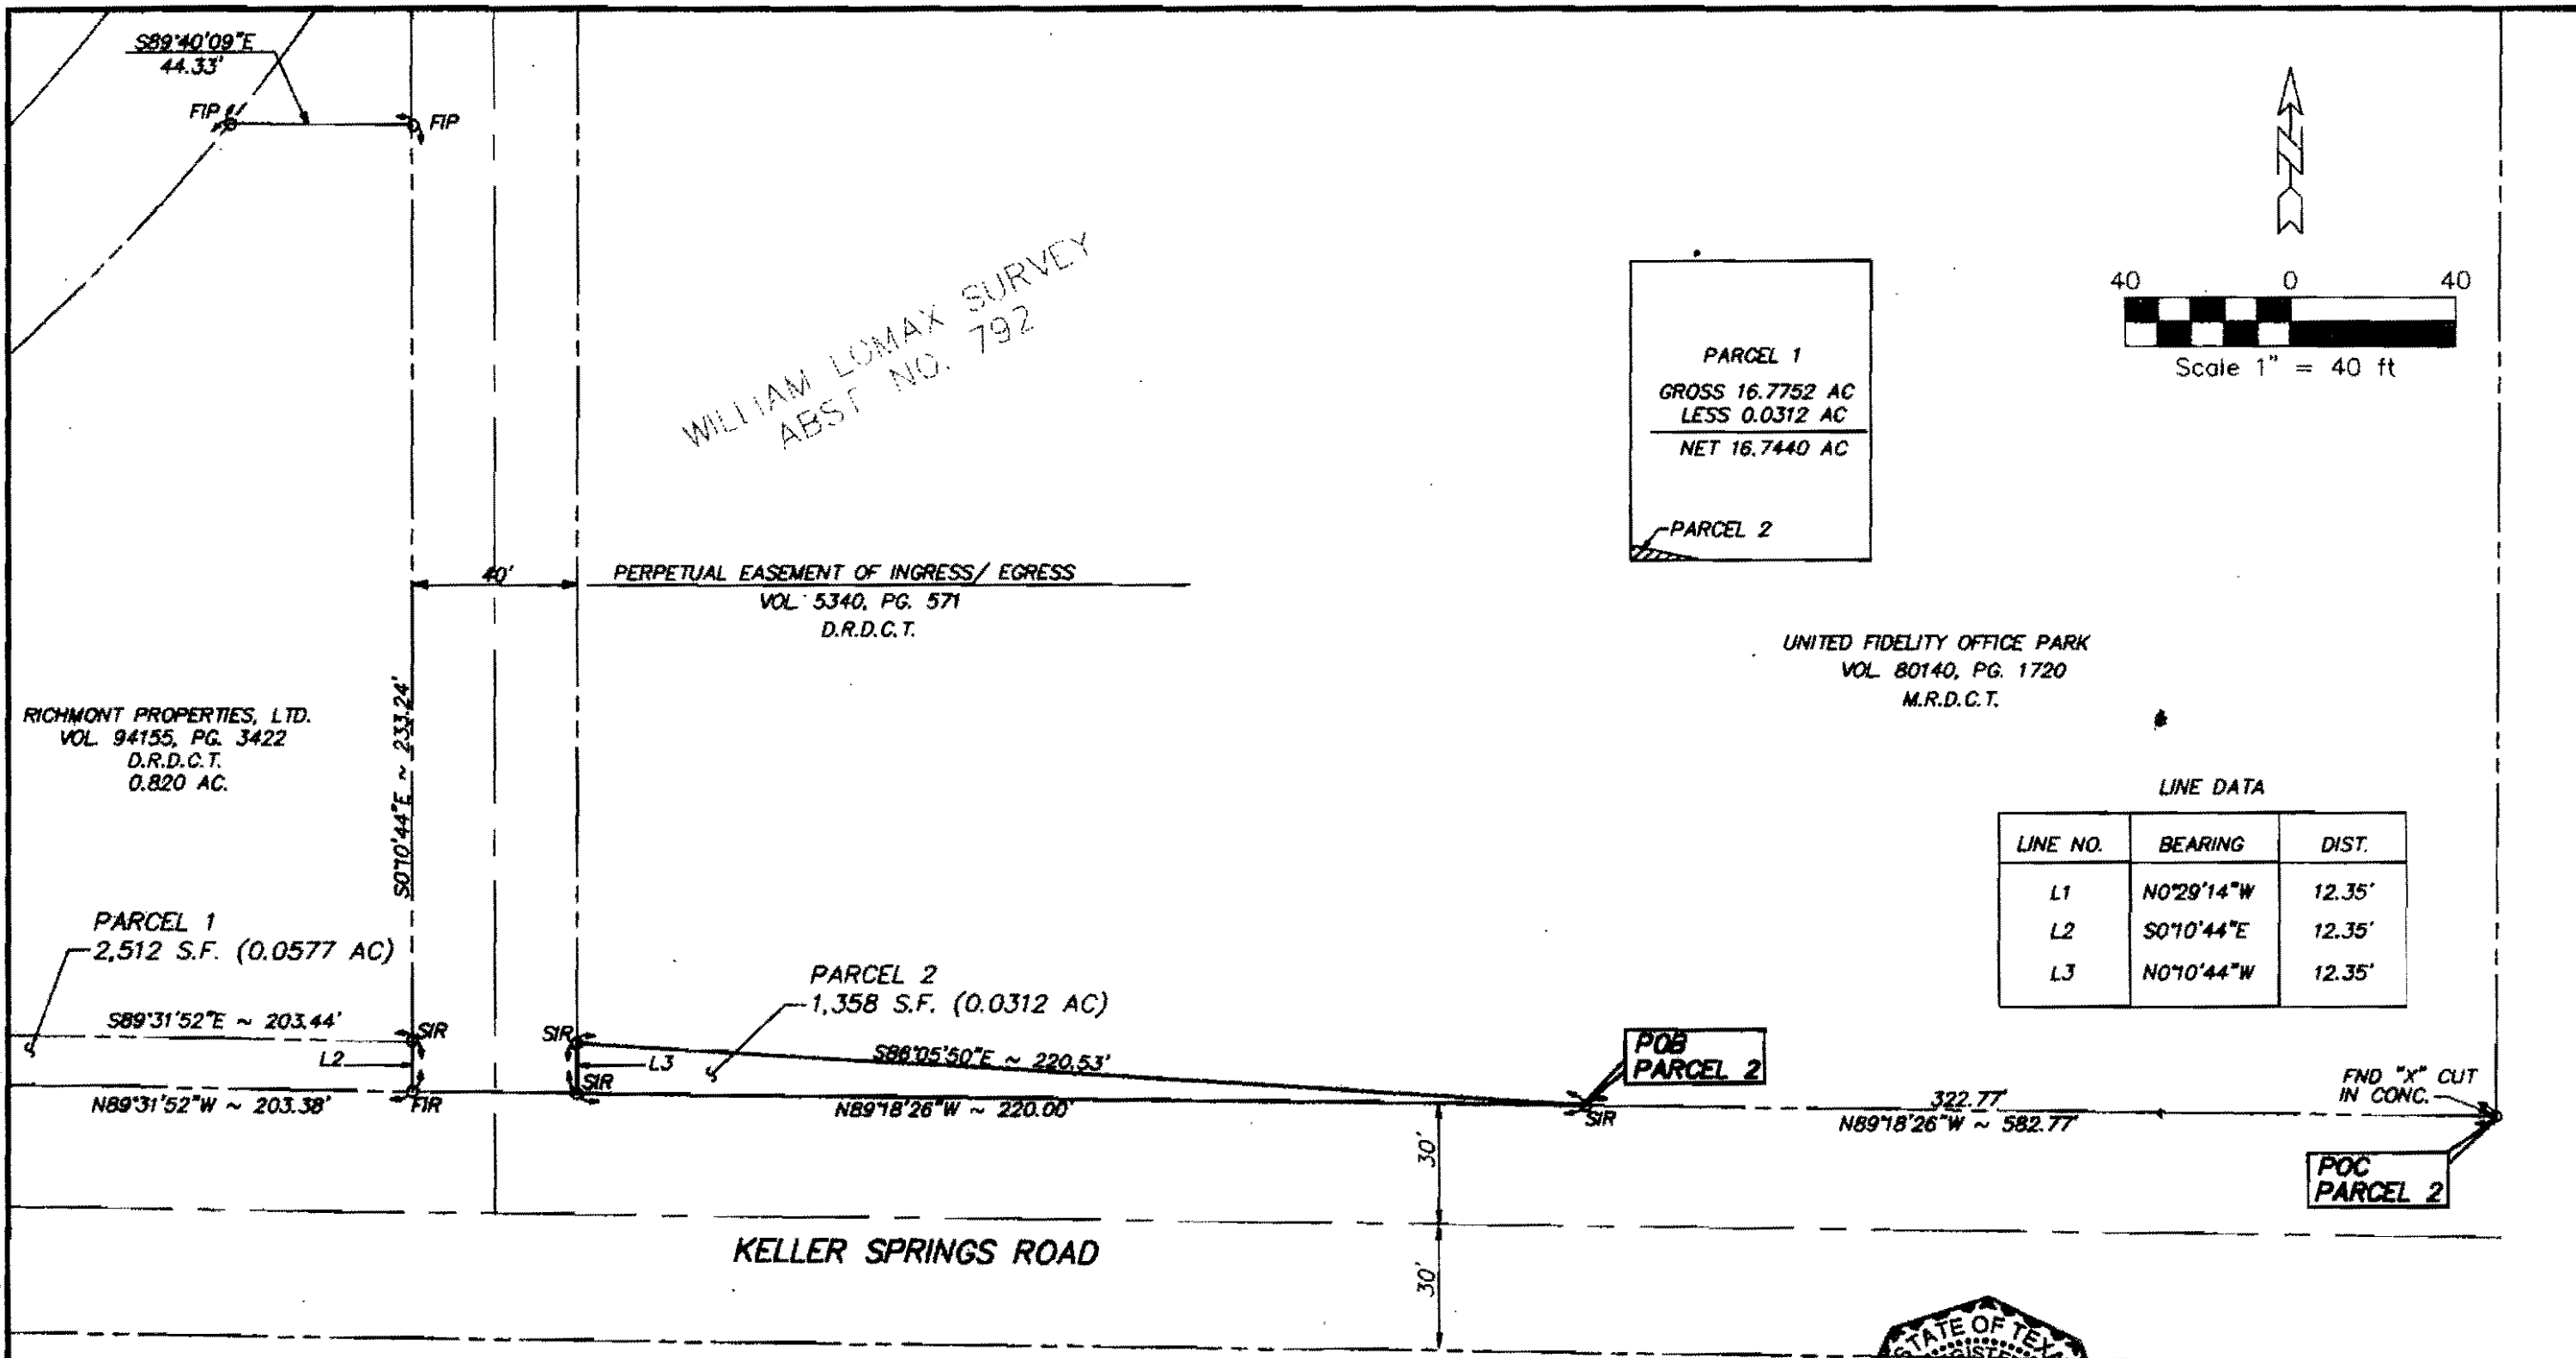 S89°40'09"E
44.33'
FIP
FIP
WILLIAM LOMAX SURVEY
ABST NO. 792
40 0 40
Scale 1" = 40 ft
PARCEL 1
GROSS 16.7752 AC
LESS 0.0312 AC
NET 16.7440 AC
PARCEL 2
40'
PERPETUAL EASEMENT OF INGRESS/ EGRESS
VOL 5340, PG. 571
D.R.D.C.T.
UNITED FIDELITY OFFICE PARK
VOL 80140, PG. 1720
M.R.D.C.T.
RICHMONT PROPERTIES, LTD.
VOL 94155, PG. 3422
D.R.D.C.T.
0.820 AC.
S0°10'44"E ~ 233.24'
LINE DATA
LINE NO. BEARING DIST.
L1 N0°29'14"W 12.35'
L2 S0°10'44"E 12.35'
L3 N0°10'44"W 12.35'
PARCEL 1
2,512 S.F. (0.0577 AC)
PARCEL 2
1,358 S.F. (0.0312 AC)
S89°31'52"E ~ 203.44'
SIR
SIR
L2
L3
S86°05'50"E ~ 220.53'
POB
PARCEL 2
FND "X" CUT
IN CONC.
N89°31'52"W ~ 203.38'
FIR
SIR
N89°18'26"W ~ 220.00'
SIR
322.77'
N89°18'26"W ~ 582.77'
30'
POC
PARCEL 2
KELLER SPRINGS ROAD
30'
STATE OF TEX